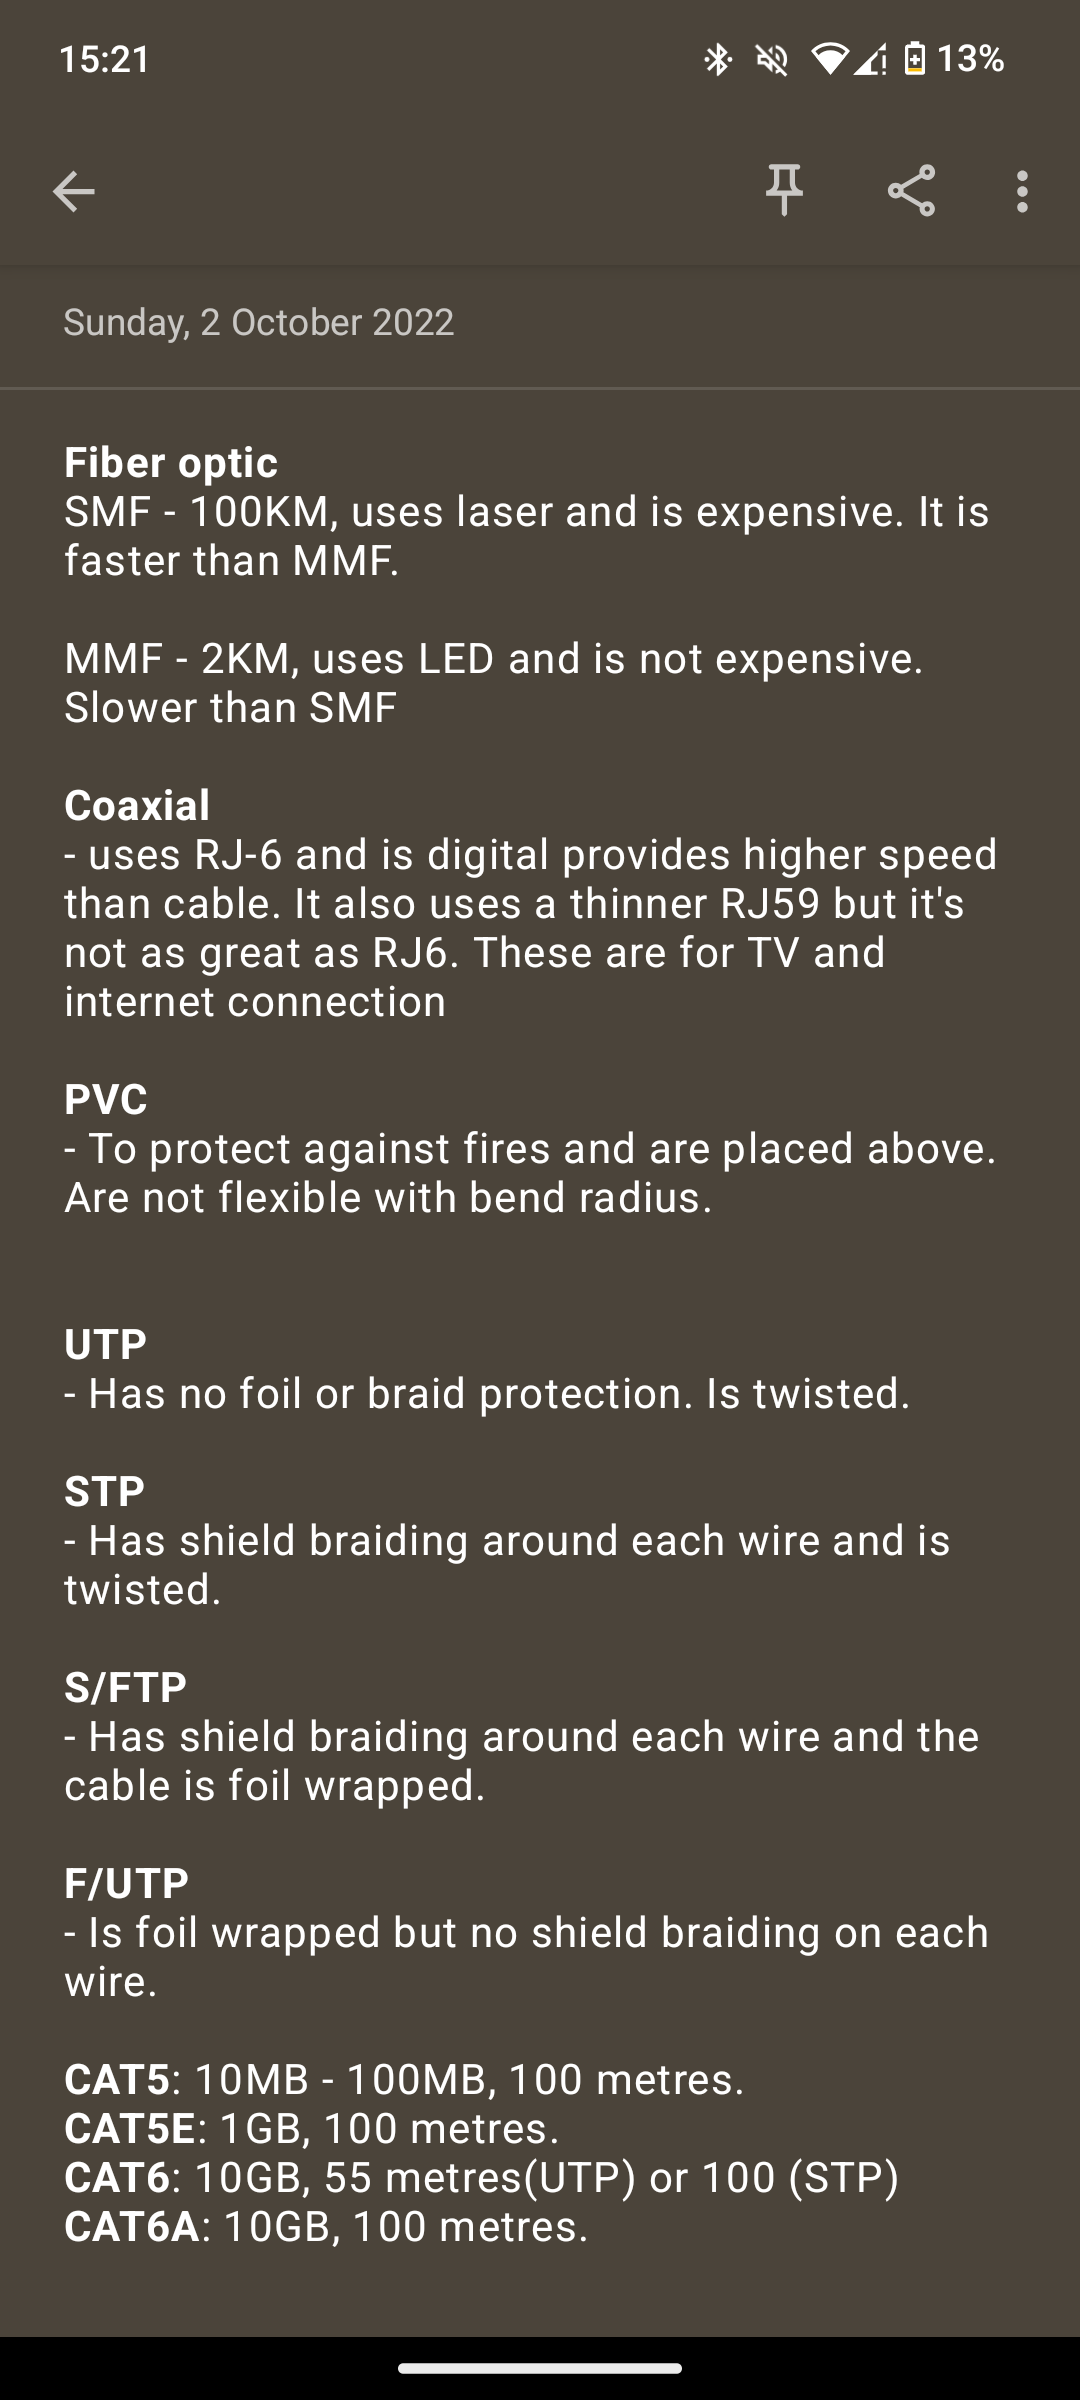 15:21
13%
Sunday, 2 October 2022
Fiber optic
SMF - 100KM, uses laser and is expensive. It is
faster than MMF.
MMF - 2KM, uses LED and is not expensive.
Slower than SMF
Coaxial
- uses RJ-6 and is digital provides higher speed
than cable. It also uses a thinner RJ59 but it's
not as great as RJ6. These are for TV and
internet connection
PVC
- To protect against fires and are placed above.
Are not flexible with bend radius.
UTP
- Has no foil or braid protection. Is twisted.
STP
- Has shield braiding around each wire and is
twisted.
S/FTP
- Has shield braiding around each wire and the
cable is foil wrapped.
F/UTP
- Is foil wrapped but no shield braiding on each
wire.
CAT5: 10MB - 100MB, 100 metres.
CAT5E: 1GB, 100 metres.
CAT6: 10GB, 55 metres(UTP) or 100 (STP)
CAT6A: 10GB, 100 metres.